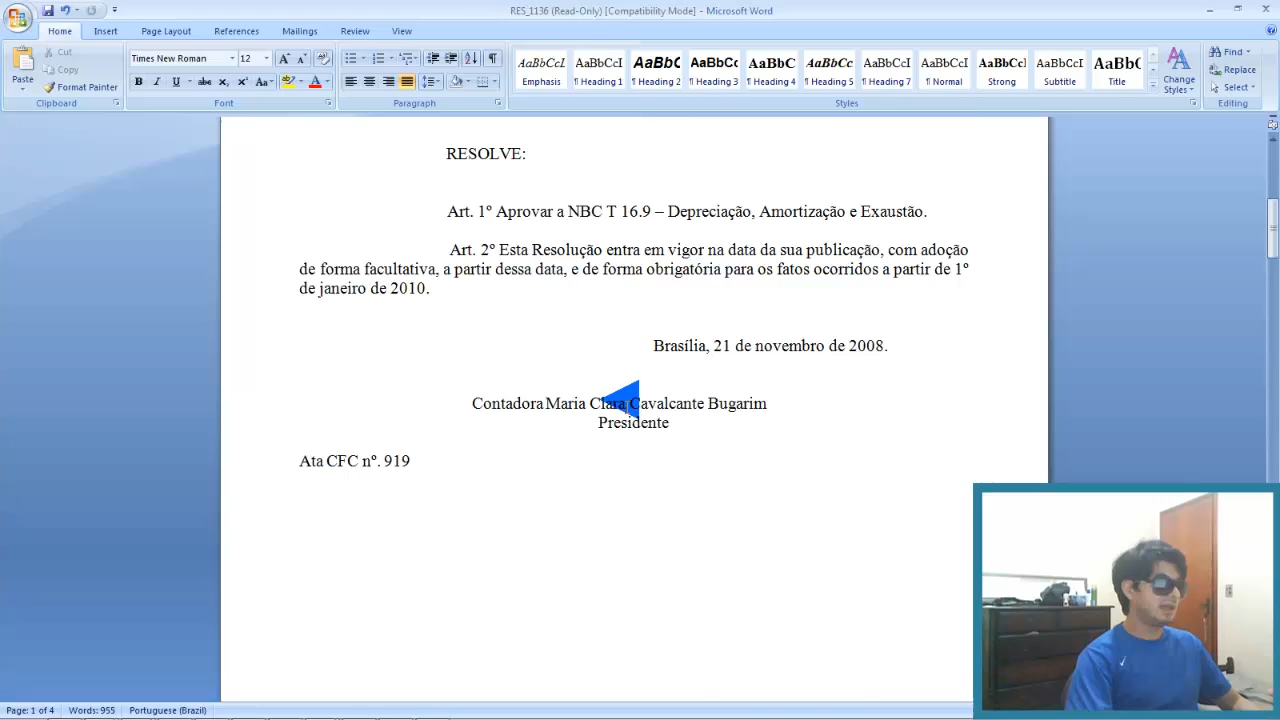 RES_1136 (Read-Only) [Compatibility Mode] - Microsoft Word
Home Insert Page Layout References Mailings Review View
Paste
Cut
Copy
Format Painter
Clipboard
Times New Roman 12
Font
Paragraph
AaBbCcI AaBbCcI AaBbC AaBbCc AaBbCcI AaBbCc AaBbCcI AaBbCcI AaBbCcI AaBbCcI AaBbC
Emphasis ¶ Heading 1 ¶ Heading 2 ¶ Heading 3 ¶ Heading 4 ¶ Heading 5 ¶ Heading 7 ¶ Normal Strong Subtitle Title
Change Styles
Styles
Find
Replace
Select
Editing
RESOLVE:
Art. 1º Aprovar a NBC T 16.9 – Depreciação, Amortização e Exaustão.
Art. 2º Esta Resolução entra em vigor na data da sua publicação, com adoção
de forma facultativa, a partir dessa data, e de forma obrigatória para os fatos ocorridos a partir de 1º
de janeiro de 2010.
Brasília, 21 de novembro de 2008.
Contadora Maria Clara Cavalcante Bugarim
Presidente
Ata CFC nº. 919
Page: 1 of 4 Words: 955 Portuguese (Brazil)